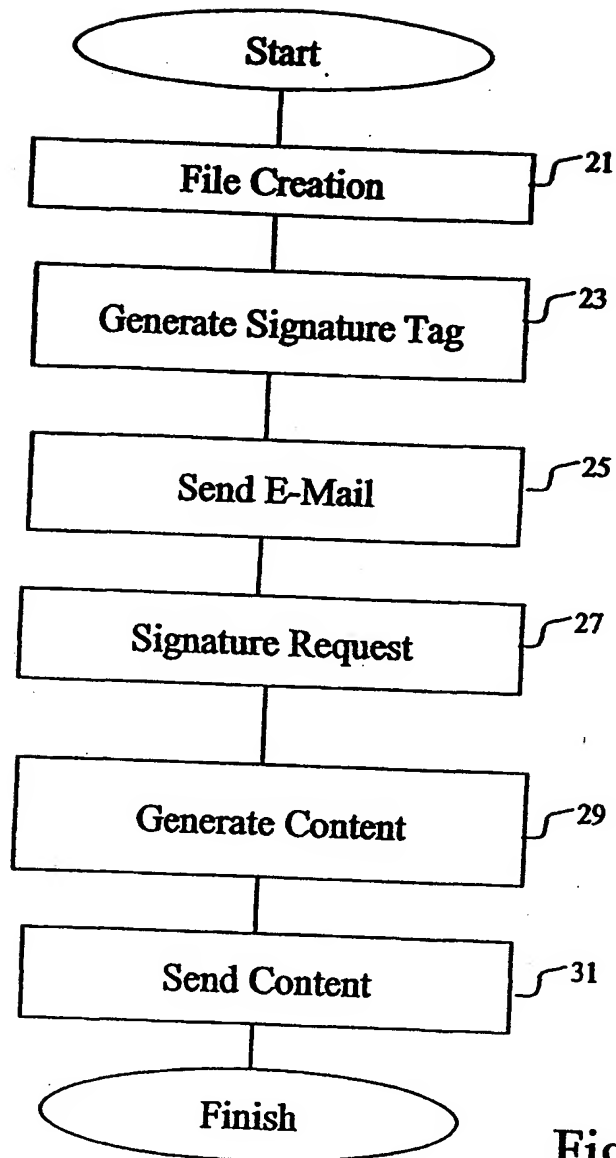 Start
File Creation
21
Generate Signature Tag
23
Send E-Mail
25
Signature Request
27
Generate Content
29
Send Content
31
Finish